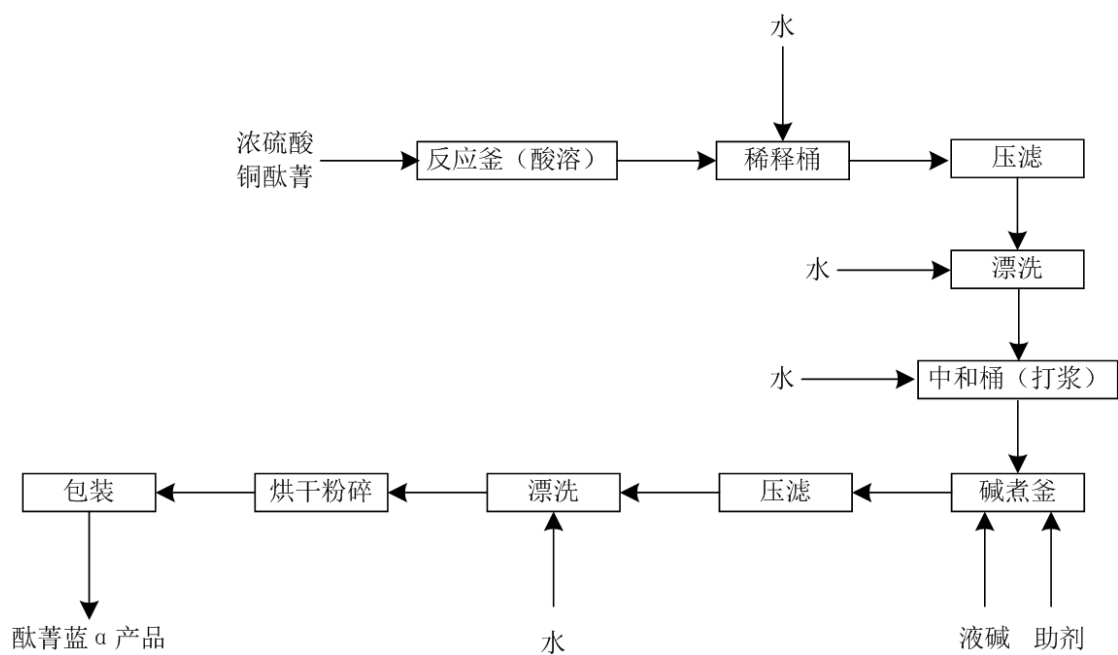 水
浓硫酸
铜酞菁
反应釜（酸溶）
稀释桶
压滤
水
漂洗
水
中和桶（打浆）
包装
烘干粉碎
漂洗
压滤
碱煮釜
酞菁蓝α产品
水
液碱
助剂